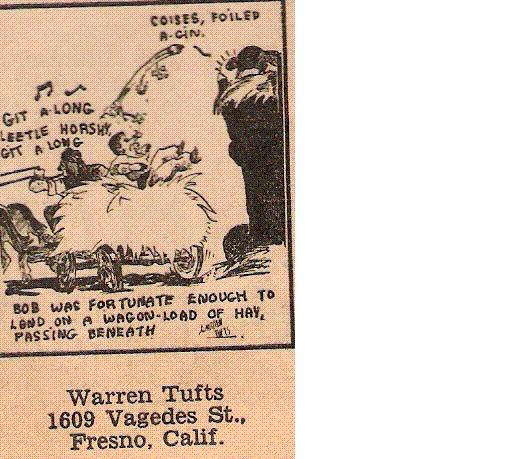 COISES, FOILED
A-GIN.
GIT A-LONG
LEETLE HORSHY,
GIT A LONG
BOB WAS FORTUNATE ENOUGH TO
LAND ON A WAGON-LOAD OF HAY,
PASSING BENEATH
Warren Tufts
1609 Vagedes St.,
Fresno, Calif.